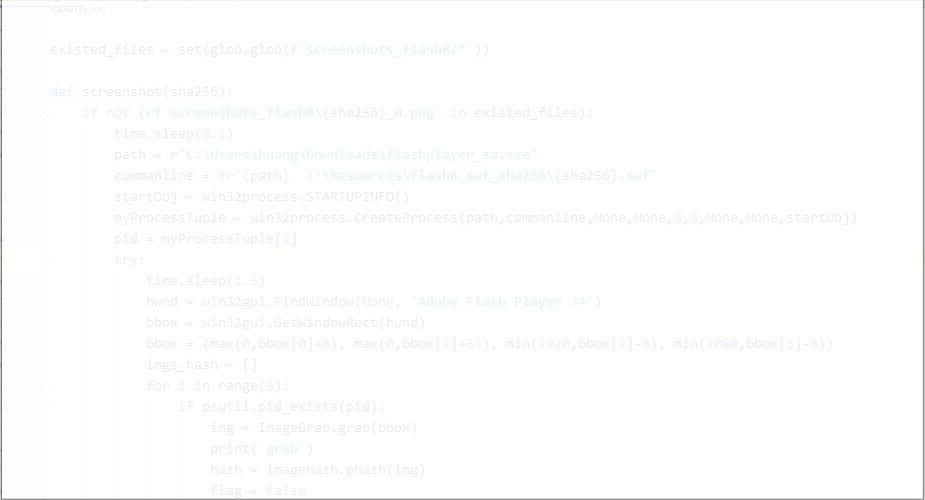 count=0
existed_files = set(glob.glob(f'screenshots_flash8/*'))
def screenshot(sha256):
if not (rf'screenshots_flash8\{sha256}_0.png' in existed_files):
time.sleep(0.1)
path = r"C:\Users\huang\Downloads\flashplayer_sa.exe"
commanline = fr"{path}  Z:\Resources\flash8_swf_sha256\{sha256}.swf"
startObj = win32process.STARTUPINFO()
myProcessTuple = win32process.CreateProcess(path,commanline,None,None,8,8,None,None,startObj)
pid = myProcessTuple[2]
try:
time.sleep(1.5)
hwnd = win32gui.FindWindow(None, 'Adobe Flash Player 34')
bbox = win32gui.GetWindowRect(hwnd)
bbox = (max(0,bbox[0]+8), max(0,bbox[1]+51), min(1920,bbox[2]-8), min(1080,bbox[3]-8))
imgs_hash = []
for i in range(5):
if psutil.pid_exists(pid):
img = ImageGrab.grab(bbox)
print('grab')
hash = imagehash.phash(img)
flag = False